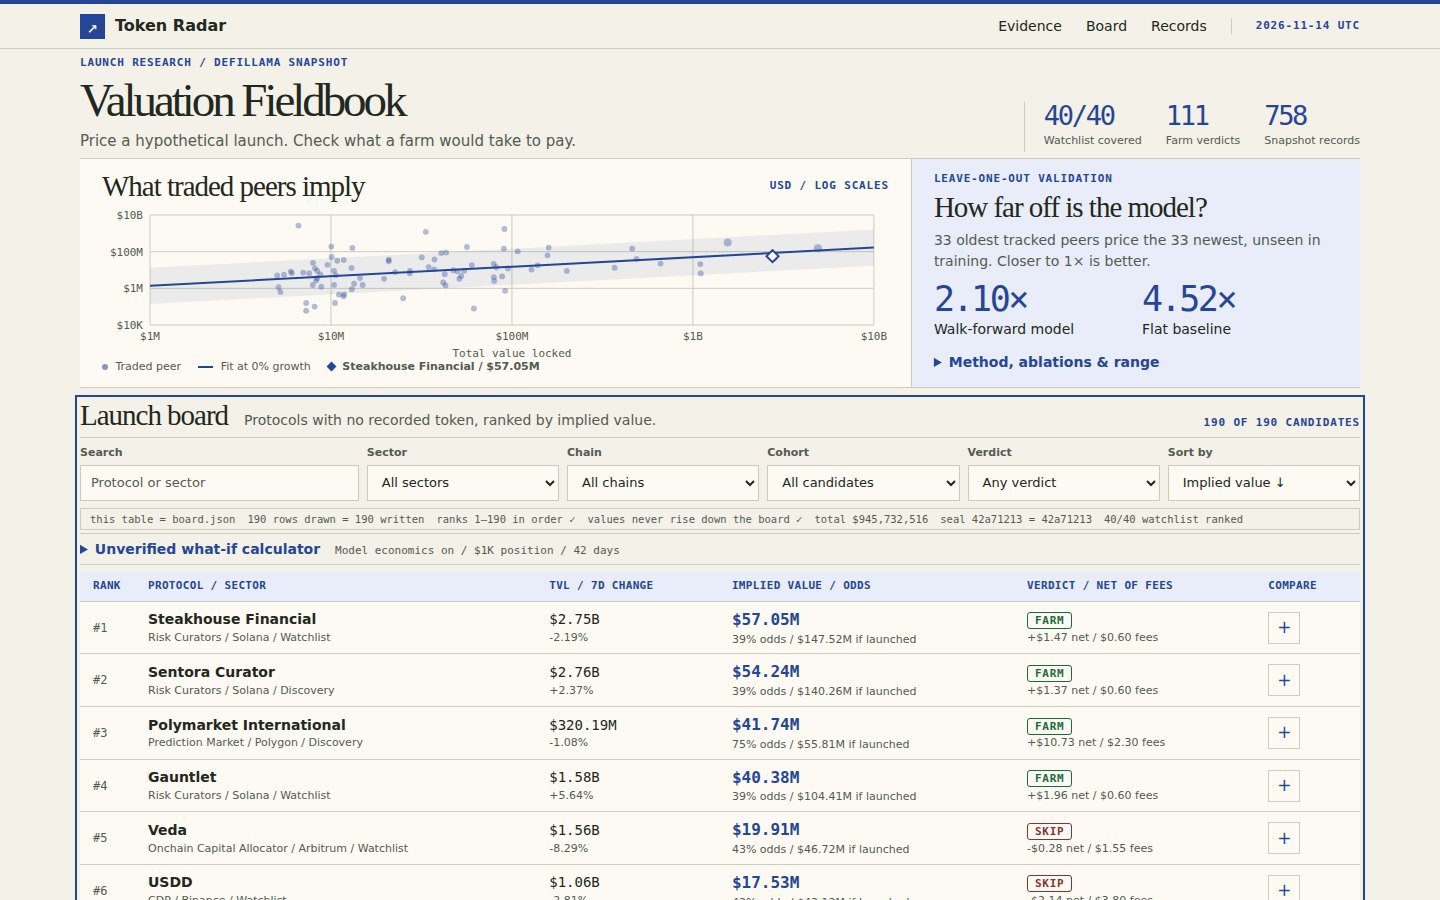 ↗ Token Radar Evidence Board Records 2026-11-14 UTC
LAUNCH RESEARCH / DEFILLAMA SNAPSHOT
Valuation Fieldbook
Price a hypothetical launch. Check what a farm would take to pay.
40/40 111 758
Watchlist covered Farm verdicts Snapshot records
What traded peers imply
USD / LOG SCALES
$10B
$100M
$1M
$10K
$1M $10M $100M $1B $10B
Total value locked
Traded peer Fit at 0% growth Steakhouse Financial / $57.05M
LEAVE-ONE-OUT VALIDATION
How far off is the model?
33 oldest tracked peers price the 33 newest, unseen in
training. Closer to 1× is better.
2.10× 4.52×
Walk-forward model Flat baseline
Method, ablations & range
Launch board Protocols with no recorded token, ranked by implied value. 190 OF 190 CANDIDATES
Search Sector Chain Cohort Verdict Sort by
Protocol or sector All sectors All chains All candidates Any verdict Implied value ↓
this table = board.json 190 rows drawn = 190 written ranks 1–190 in order ✓ values never rise down the board ✓ total $945,732,516 seal 42a71213 = 42a71213 40/40 watchlist ranked
Unverified what-if calculator Model economics on / $1K position / 42 days
RANK PROTOCOL / SECTOR TVL / 7D CHANGE IMPLIED VALUE / ODDS VERDICT / NET OF FEES COMPARE
#1 Steakhouse Financial $2.75B $57.05M FARM +
Risk Curators / Solana / Watchlist -2.19% 39% odds / $147.52M if launched +$1.47 net / $0.60 fees
#2 Sentora Curator $2.76B $54.24M FARM +
Risk Curators / Solana / Discovery +2.37% 39% odds / $140.26M if launched +$1.37 net / $0.60 fees
#3 Polymarket International $320.19M $41.74M FARM +
Prediction Market / Polygon / Discovery -1.08% 75% odds / $55.81M if launched +$10.73 net / $2.30 fees
#4 Gauntlet $1.58B $40.38M FARM +
Risk Curators / Solana / Watchlist +5.64% 39% odds / $104.41M if launched +$1.96 net / $0.60 fees
#5 Veda $1.56B $19.91M SKIP +
Onchain Capital Allocator / Arbitrum / Watchlist -8.29% 43% odds / $46.72M if launched -$0.28 net / $1.55 fees
#6 USDD $1.06B $17.53M SKIP +